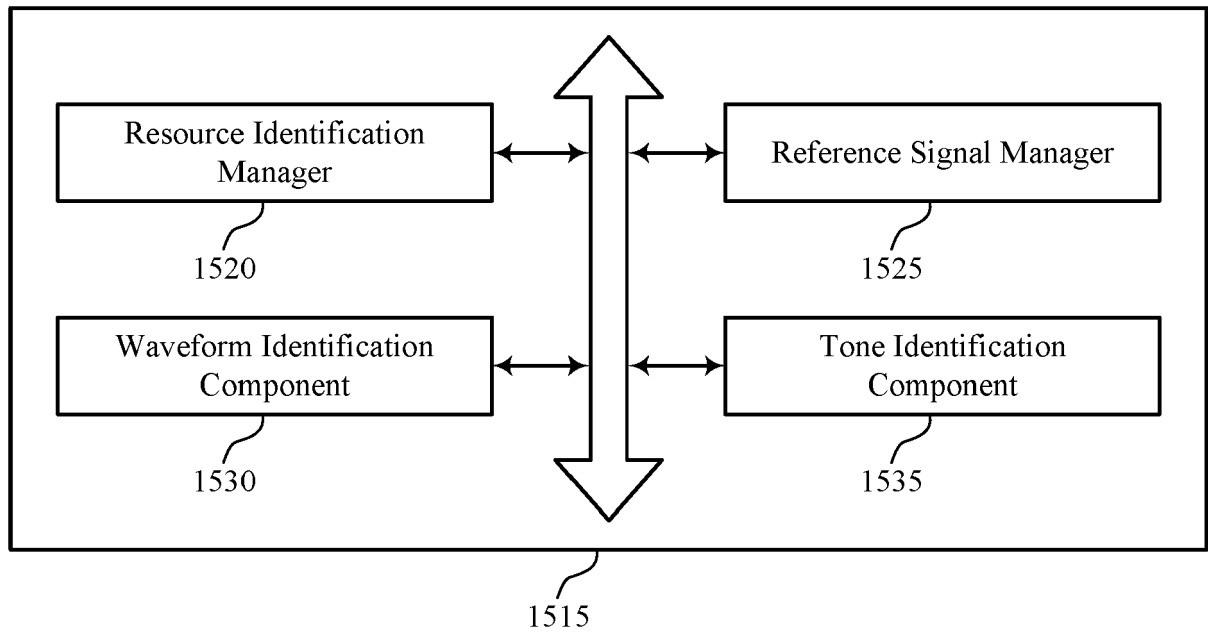 Resource Identification
Manager
1520
Reference Signal Manager
1525
Waveform Identification
Component
1530
Tone Identification
Component
1535
1515